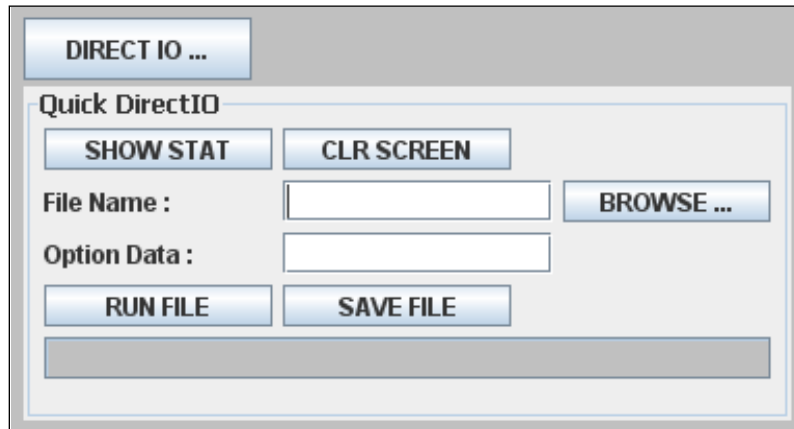 DIRECT IO ...
Quick DirectIO
SHOW STAT CLR SCREEN
File Name : BROWSE ...
Option Data :
RUN FILE SAVE FILE